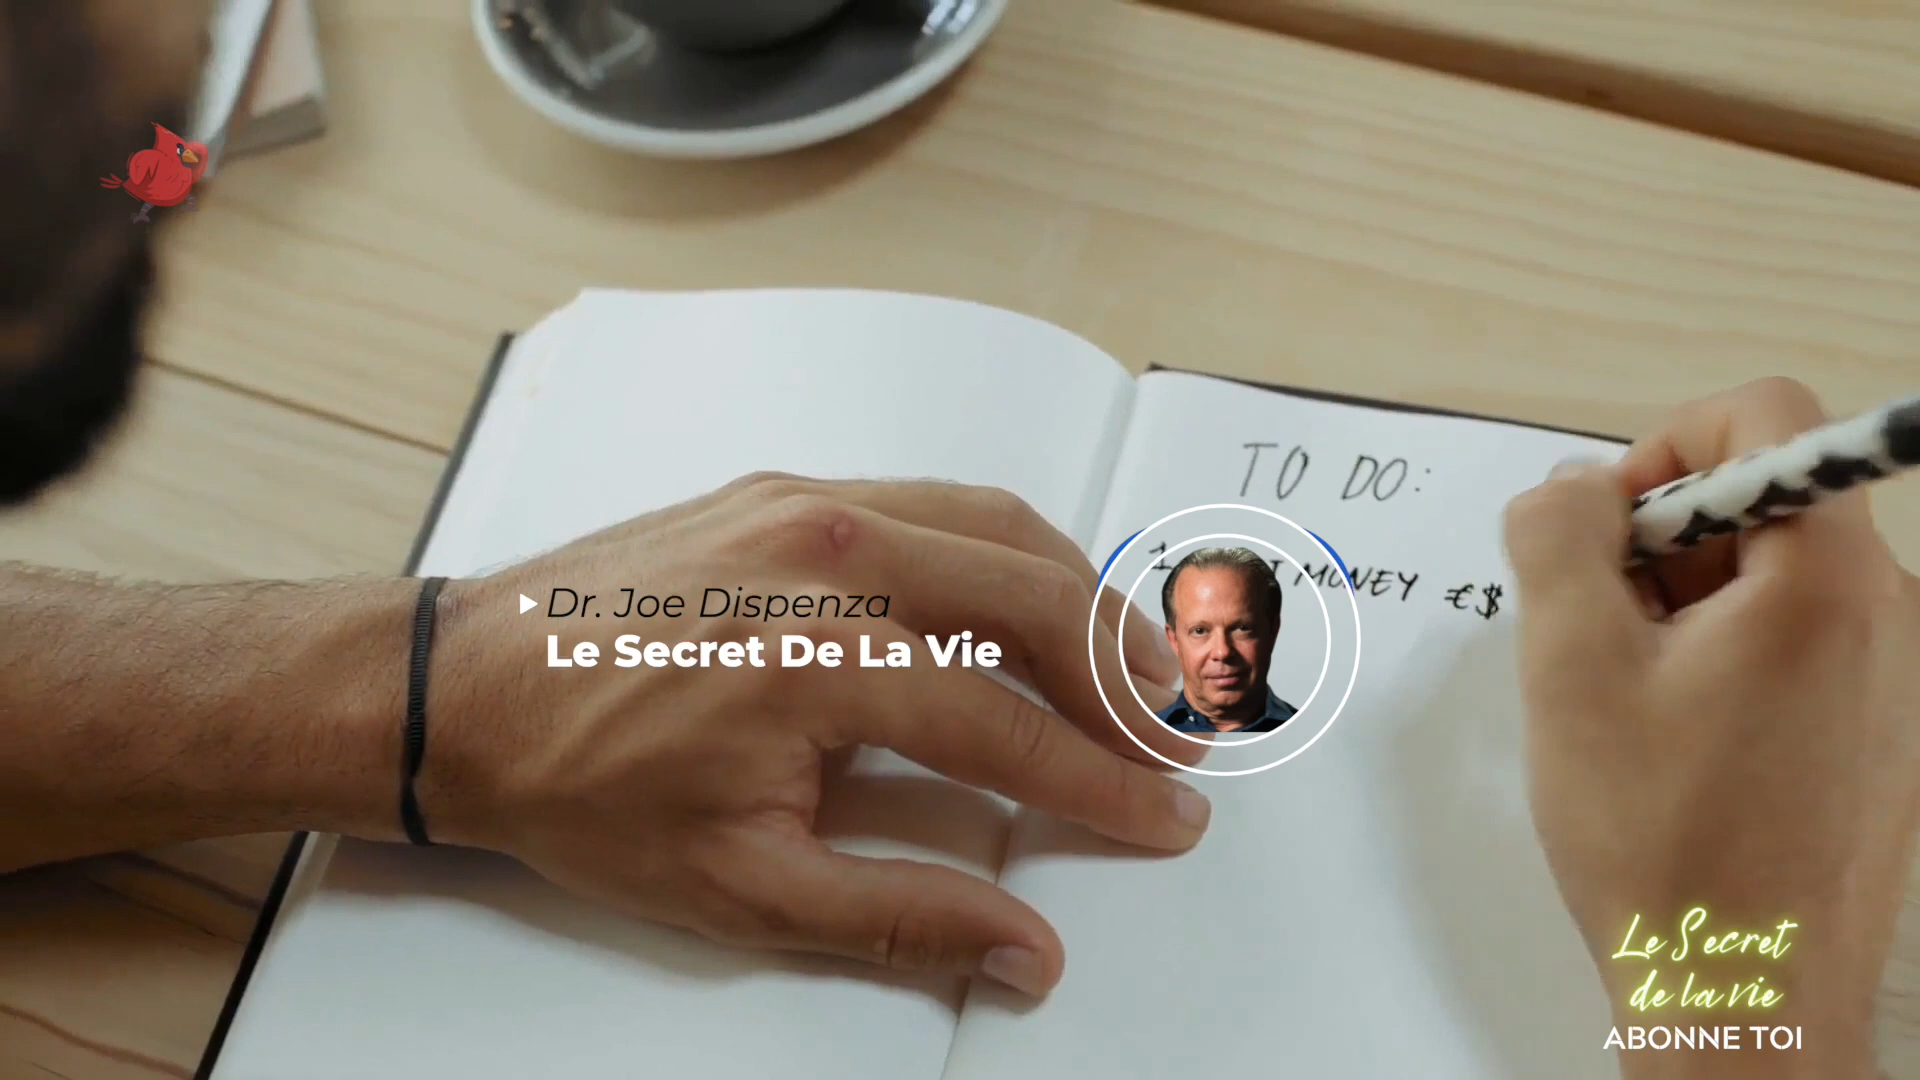 TO DO:
MONEY €$
Dr. Joe Dispenza
Le Secret De La Vie
Le Secret
de la vie
ABONNE TOI